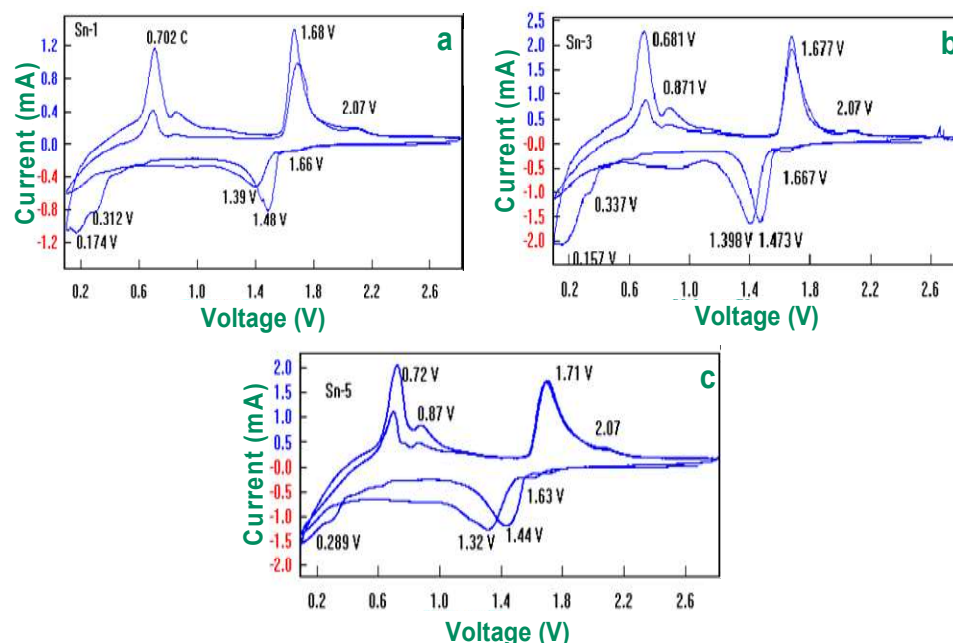 Sn-1
a
0.702 C
1.68 V
2.07 V
1.66 V
1.39 V
1.48 V
0.312 V
0.174 V
1.2
0.8
0.4
0.0
-0.4
-0.8
-1.2
Current (mA)
0.2 0.6 1.0 1.4 1.8 2.2 2.6
Voltage (V)
Sn-3
b
0.681 V
1.677 V
0.871 V
2.07 V
1.667 V
0.337 V
1.398 V
1.473 V
0.157 V
2.5
2.0
1.5
1.0
0.5
0.0
-0.5
-1.0
-1.5
-2.0
Current (mA)
0.2 0.6 1.0 1.4 1.8 2.2 2.6
Voltage (V)
Sn-5
c
0.72 V
1.71 V
0.87 V
2.07
1.63 V
1.44 V
1.32 V
0.289 V
2.0
1.5
1.0
0.5
-0.0
-0.5
-1.0
-1.5
-2.0
Current (mA)
0.2 0.6 1.0 1.4 1.8 2.2 2.6
Voltage (V)